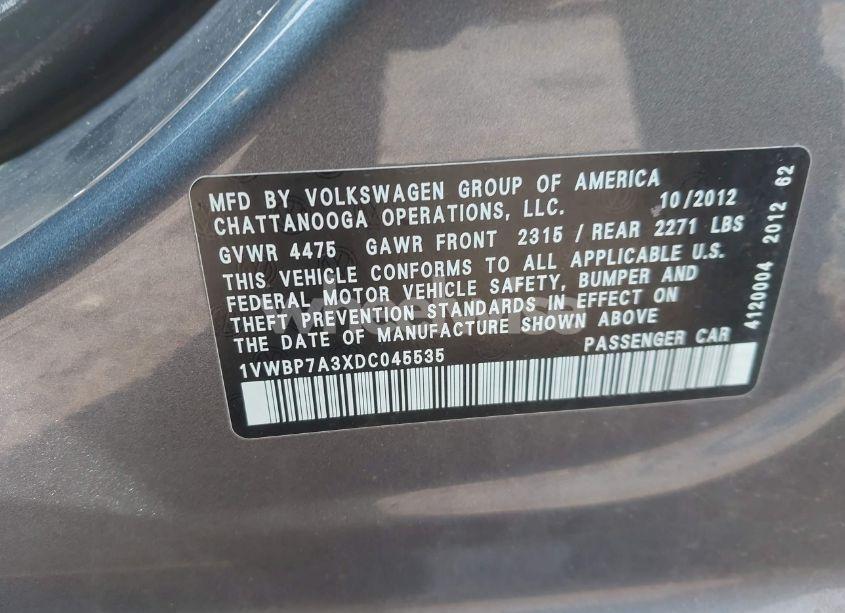 MFD BY VOLKSWAGEN GROUP OF AMERICA 10/2012
CHATTANOOGA OPERATIONS, LLC.
GVWR 4475 GAWR FRONT 2315 / REAR 2271 LBS
THIS VEHICLE CONFORMS TO ALL APPLICABLE U.S.
FEDERAL MOTOR VEHICLE SAFETY, BUMPER AND
THEFT PREVENTION STANDARDS IN EFFECT ON
THE DATE OF MANUFACTURE SHOWN ABOVE
1VWBP7A3XDC045535 PASSENGER CAR
4120004 2012 62